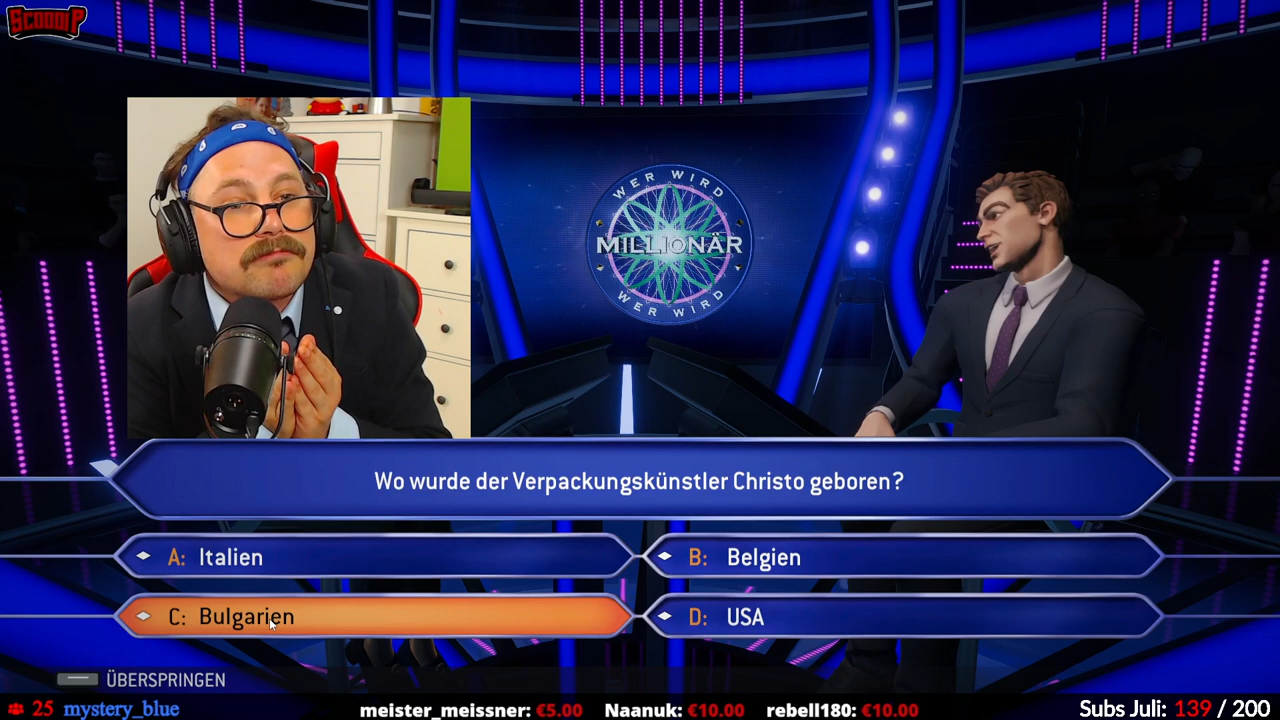 SCOOOIP
WER WIRD
MILLIONÄR
WER WIRD
Wo wurde der Verpackungskünstler Christo geboren?
A: Italien
B: Belgien
C: Bulgarien
D: USA
ÜBERSPRINGEN
25 mystery_blue
meister_meissner: €5.00 Naanuk: €10.00 rebell180: €10.00
Subs Juli: 139 / 200